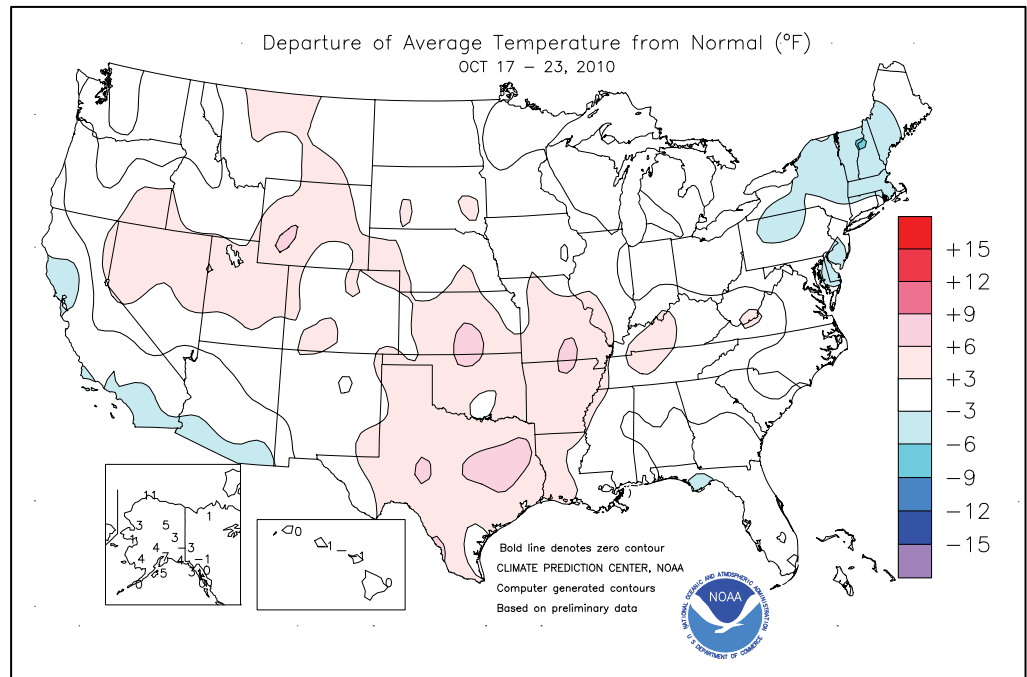 Departure of Average Temperature from Normal (°F)
OCT 17 – 23, 2010
+15
+12
+9
+6
+3
−3
−6
−9
−12
−15
Bold line denotes zero contour
CLIMATE PREDICTION CENTER, NOAA
Computer generated contours
Based on preliminary data
NATIONAL OCEANIC AND ATMOSPHERIC ADMINISTRATION
NOAA
U S DEPARTMENT OF COMMERCE